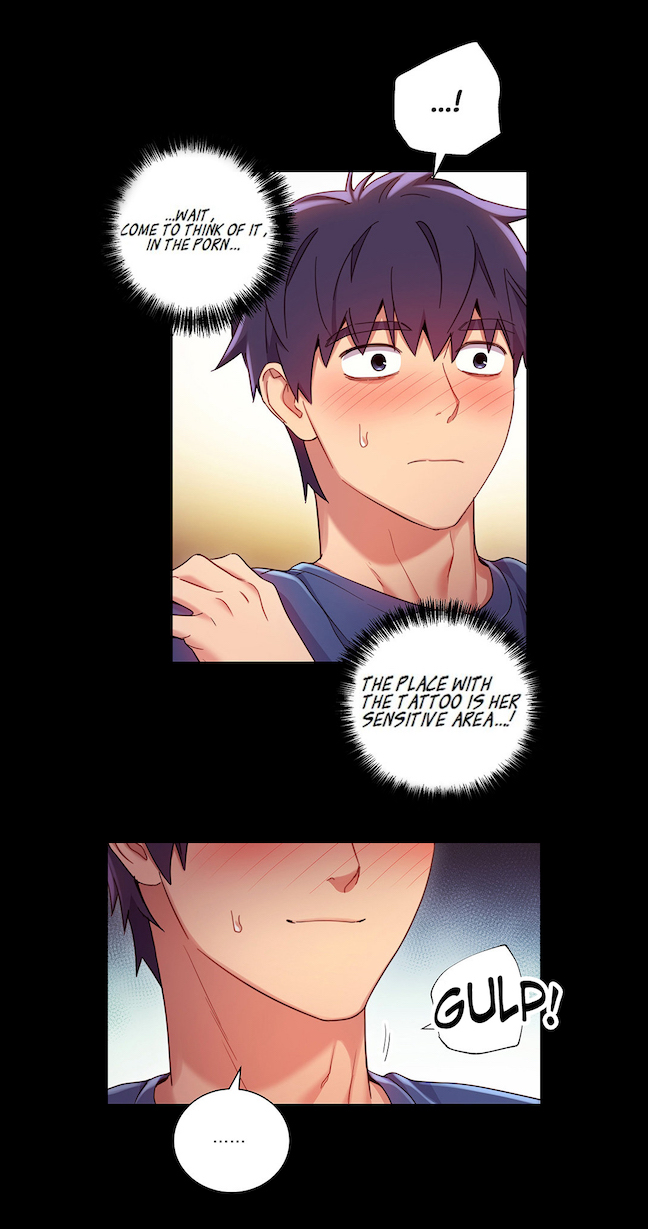 ...!
...WAIT,
COME TO THINK OF IT,
IN THE PORN...
THE PLACE WITH
THE TATTOO IS HER
SENSITIVE AREA...!
GULP!
......